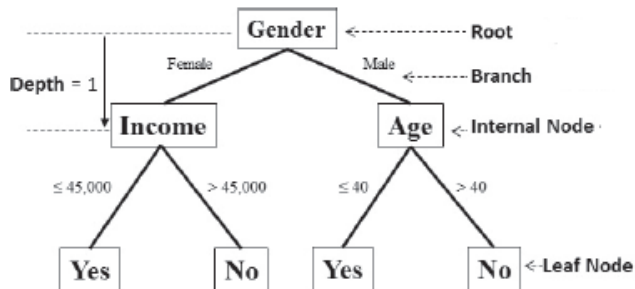 Gender
Root
Female
Male
Branch
Depth = 1
Income
Age
Internal Node
≤ 45,000
> 45,000
≤ 40
> 40
Yes
No
Yes
No
Leaf Node